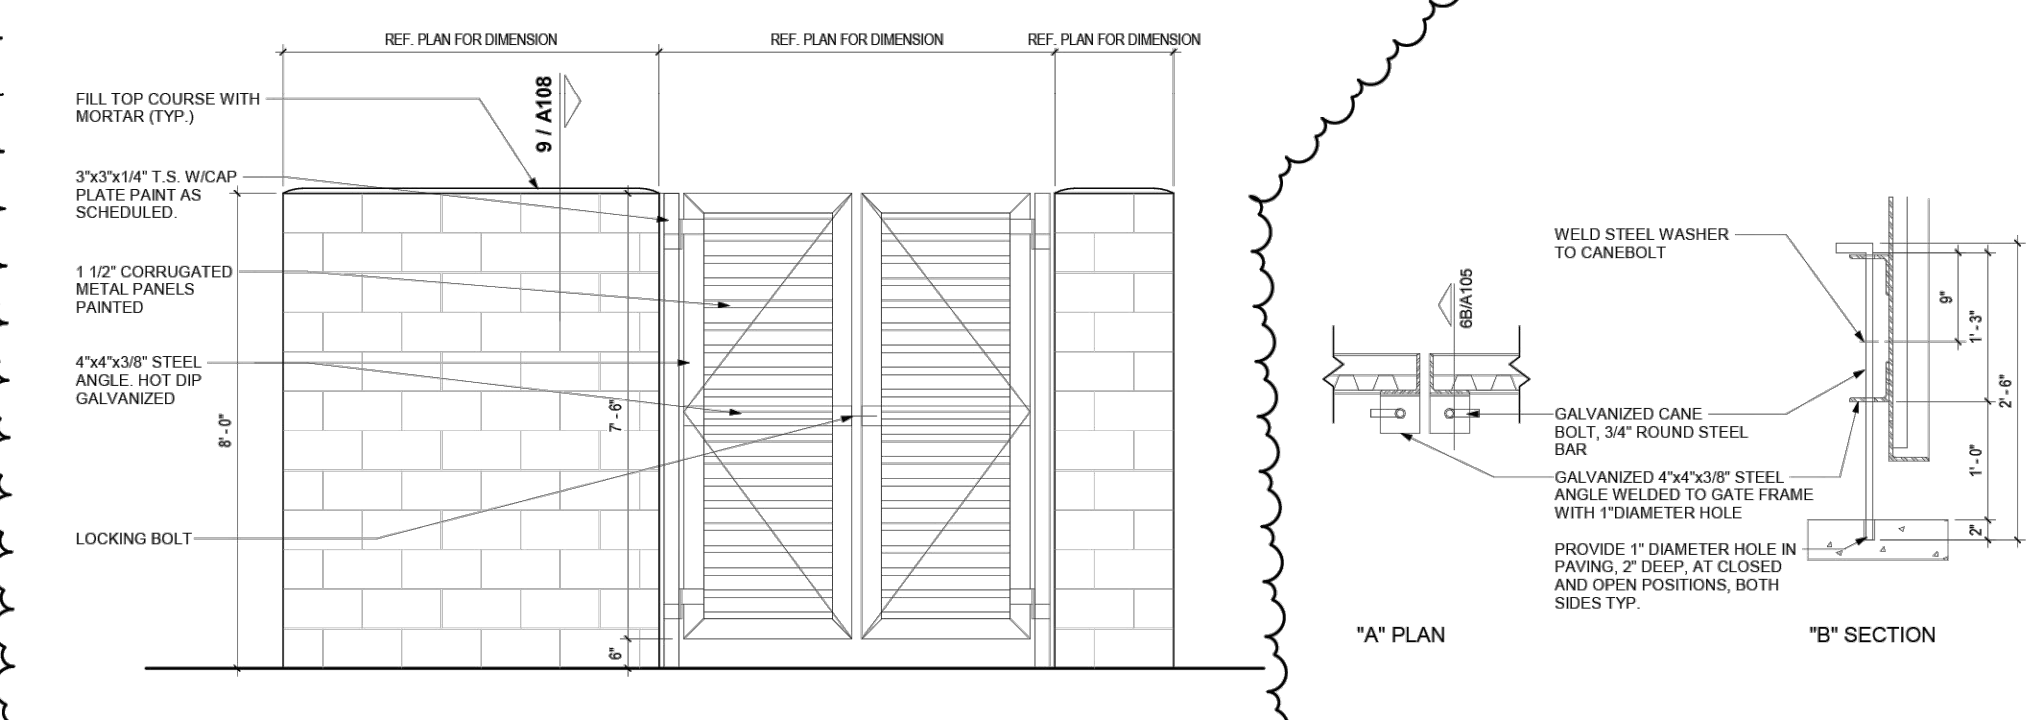 REF. PLAN FOR DIMENSION
REF. PLAN FOR DIMENSION
REF. PLAN FOR DIMENSION
9 / A108
FILL TOP COURSE WITH
MORTAR (TYP.)
3"x3"x1/4" T.S. W/CAP
PLATE PAINT AS
SCHEDULED.
1 1/2" CORRUGATED
METAL PANELS
PAINTED
4"x4"x3/8" STEEL
ANGLE. HOT DIP
GALVANIZED
LOCKING BOLT
8' - 0"
7' - 6"
6"
6B/A105
"A" PLAN
WELD STEEL WASHER
TO CANEBOLT
GALVANIZED CANE
BOLT, 3/4" ROUND STEEL
BAR
GALVANIZED 4"x4"x3/8" STEEL
ANGLE WELDED TO GATE FRAME
WITH 1"DIAMETER HOLE
PROVIDE 1" DIAMETER HOLE IN
PAVING, 2" DEEP, AT CLOSED
AND OPEN POSITIONS, BOTH
SIDES TYP.
9"
1' - 3"
2' - 6"
1' - 0"
2"
"B" SECTION